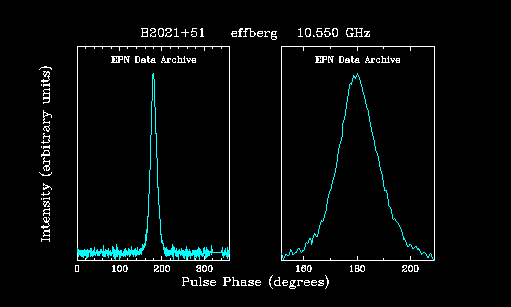 B2021+51 effberg 10.550 GHz
EPN Data Archive
EPN Data Archive
Intensity (arbitrary units)
0 100 200 300
160 180 200
Pulse Phase (degrees)